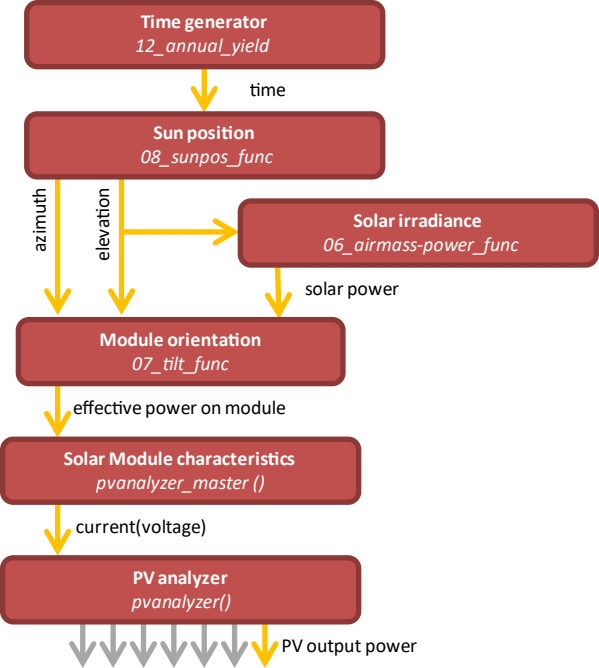 Time generator
12_annual_yield
time
Sun position
08_sunpos_func
azimuth
elevation
Solar irradiance
06_airmass-power_func
solar power
Module orientation
07_tilt_func
effective power on module
Solar Module characteristics
pvanalyzer_master ()
current(voltage)
PV analyzer
pvanalyzer()
PV output power